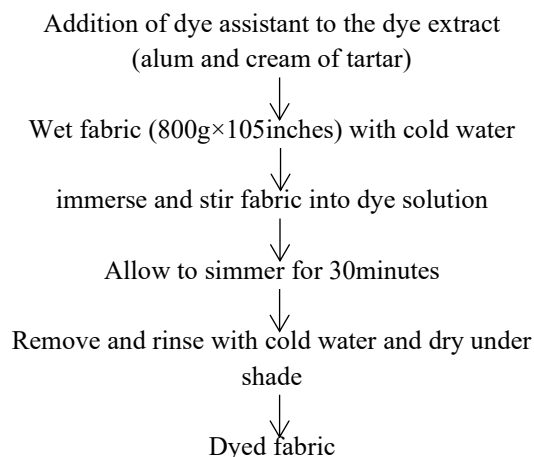 Addition of dye assistant to the dye extract
(alum and cream of tartar)
Wet fabric (800g×105inches) with cold water
immerse and stir fabric into dye solution
Allow to simmer for 30minutes
Remove and rinse with cold water and dry under
shade
Dyed fabric